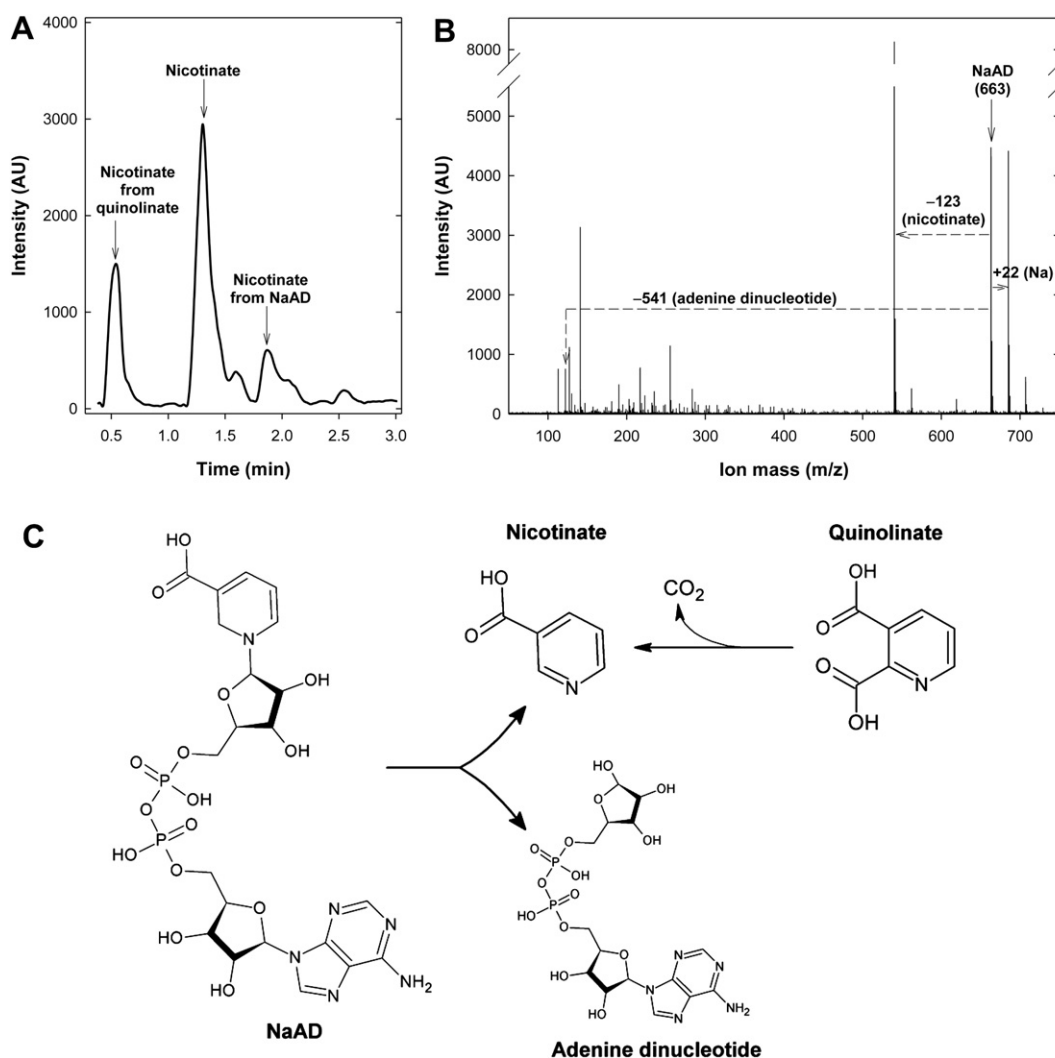 A
Intensity (AU)
4000
3000
2000
1000
0
Nicotinate
from
quinolinate
Nicotinate
Nicotinate
from NaAD
0.5 1.0 1.5 2.0 2.5 3.0
Time (min)
B
Intensity (AU)
8000
5000
4000
3000
2000
1000
0
NaAD
(663)
−123
(nicotinate)
+22 (Na)
−541 (adenine dinucleotide)
100 200 300 400 500 600 700
Ion mass (m/z)
C
HO
O
N
O
OH
OH
O
O
P
OH
O
O
P
HO
O
O
HO
HO
N
N
N
N
NH₂
NaAD
Nicotinate
HO
O
N
CO₂
Quinolinate
OH
O
O
OH
N
HO
O
OH
OH
O
O
P
OH
O
O
P
HO
O
O
HO
HO
N
N
N
N
NH₂
Adenine dinucleotide